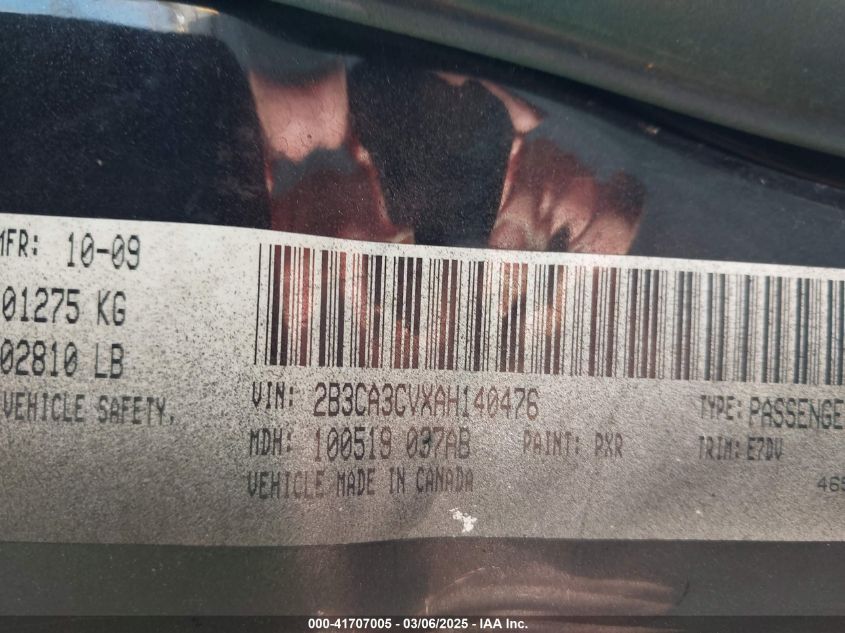 MFR: 10-09
01275 KG
02810 LB
VEHICLE SAFETY.
VIN: 2B3CA3CVXAH140476
TYPE: PASSENGE
MDH: 100519 037AB
PAINT: PXR
TRIM: E7DV
VEHICLE MADE IN CANADA
465
000-41707005 - 03/06/2025 - IAA Inc.